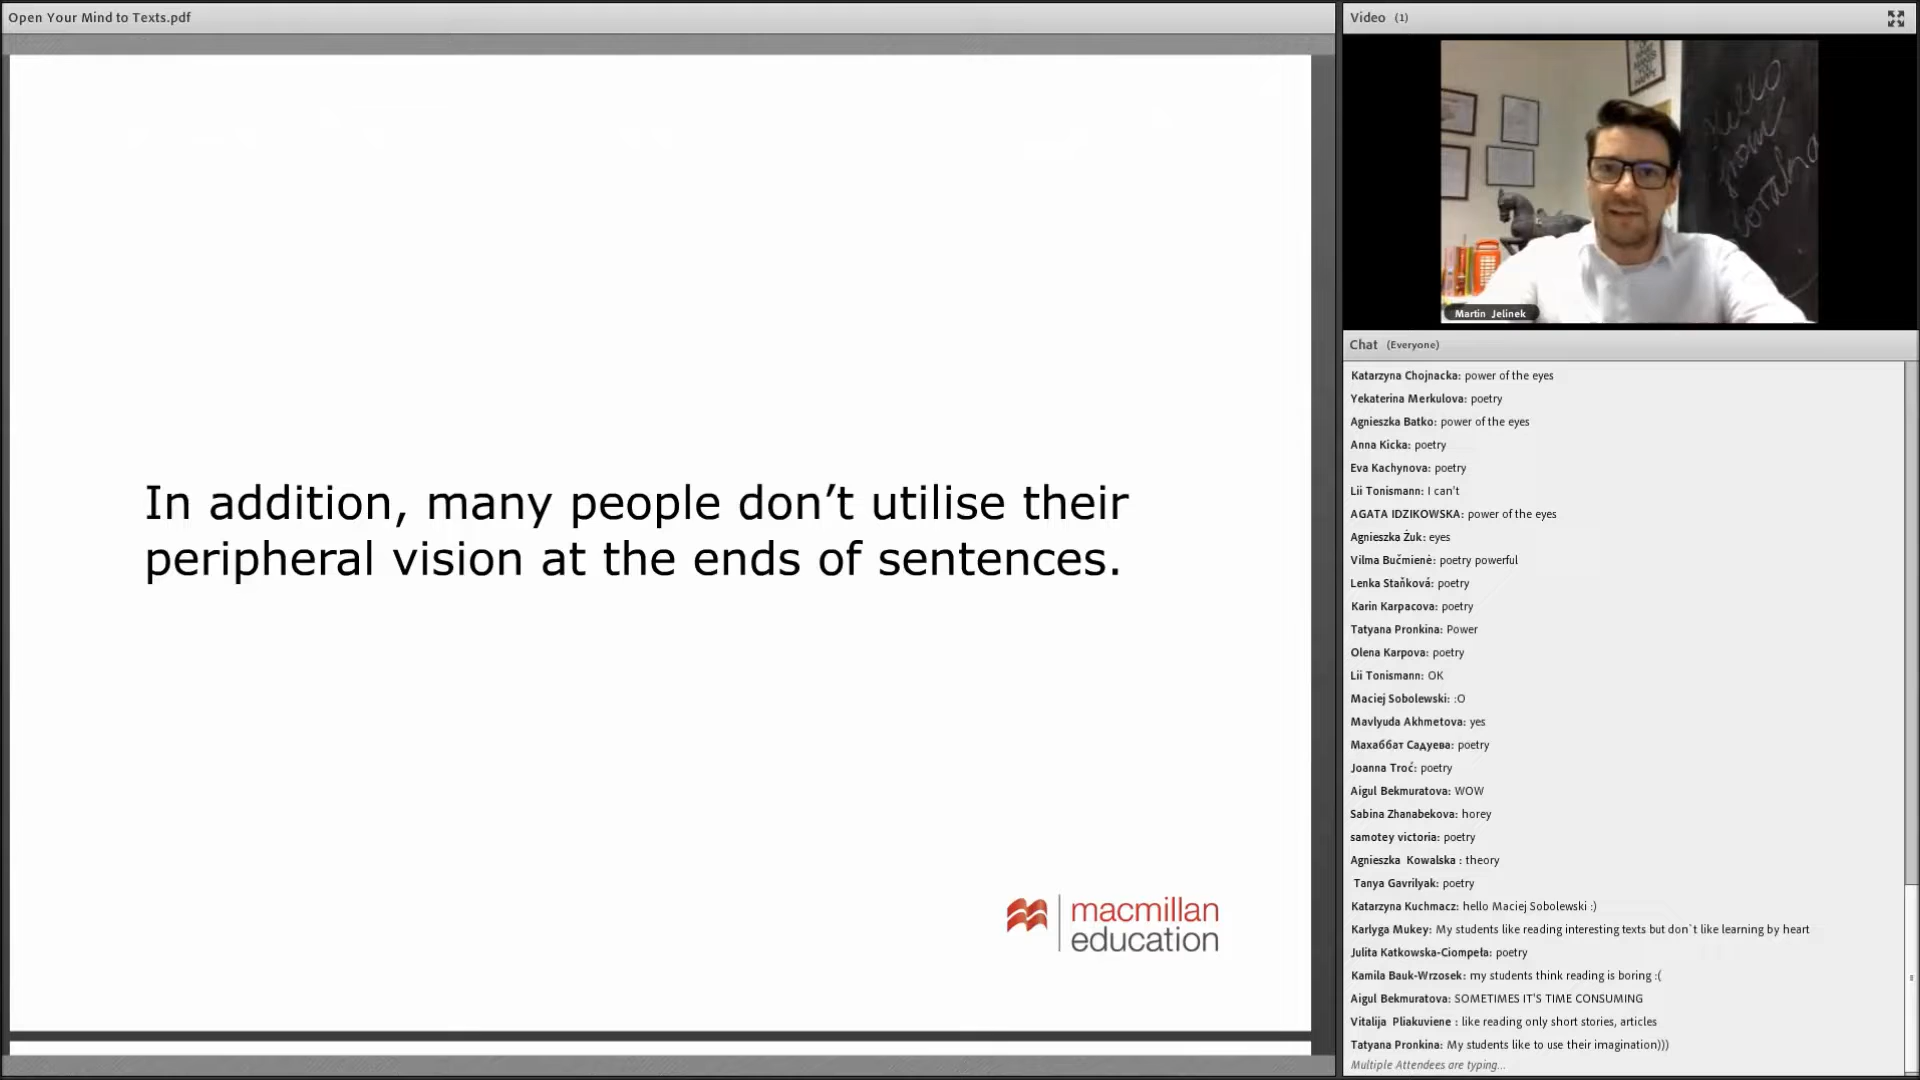 Open Your Mind to Texts.pdf
In addition, many people don’t utilise their
peripheral vision at the ends of sentences.
macmillan
education
Video (1)
Hello
from
Martin Jelinek
Chat (Everyone)
Katarzyna Chojnacka: power of the eyes
Yekaterina Merkulova: poetry
Agnieszka Batko: power of the eyes
Anna Kicka: poetry
Eva Kachynova: poetry
Lii Tonismann: I can't
AGATA IDZIKOWSKA: power of the eyes
Agnieszka Żuk: eyes
Vilma Bučmienė: poetry powerful
Lenka Staňková: poetry
Karin Karpacova: poetry
Tatyana Pronkina: Power
Olena Karpova: poetry
Lii Tonismann: OK
Maciej Sobolewski: :O
Mavlyuda Akhmetova: yes
Махаббат Садуева: poetry
Joanna Troć: poetry
Aigul Bekmuratova: WOW
Sabina Zhanabekova: horey
samotey victoria: poetry
Agnieszka Kowalska : theory
Tanya Gavrilyak: poetry
Katarzyna Kuchmacz: hello Maciej Sobolewski :)
Karlyga Mukey: My students like reading interesting texts but don`t like learning by heart
Julita Katkowska-Ciompeła: poetry
Kamila Bauk-Wrzosek: my students think reading is boring :(
Aigul Bekmuratova: SOMETIMES IT'S TIME CONSUMING
Vitalija Pliakuviene : like reading only short stories, articles
Tatyana Pronkina: My students like to use their imagination)))
Multiple Attendees are typing...